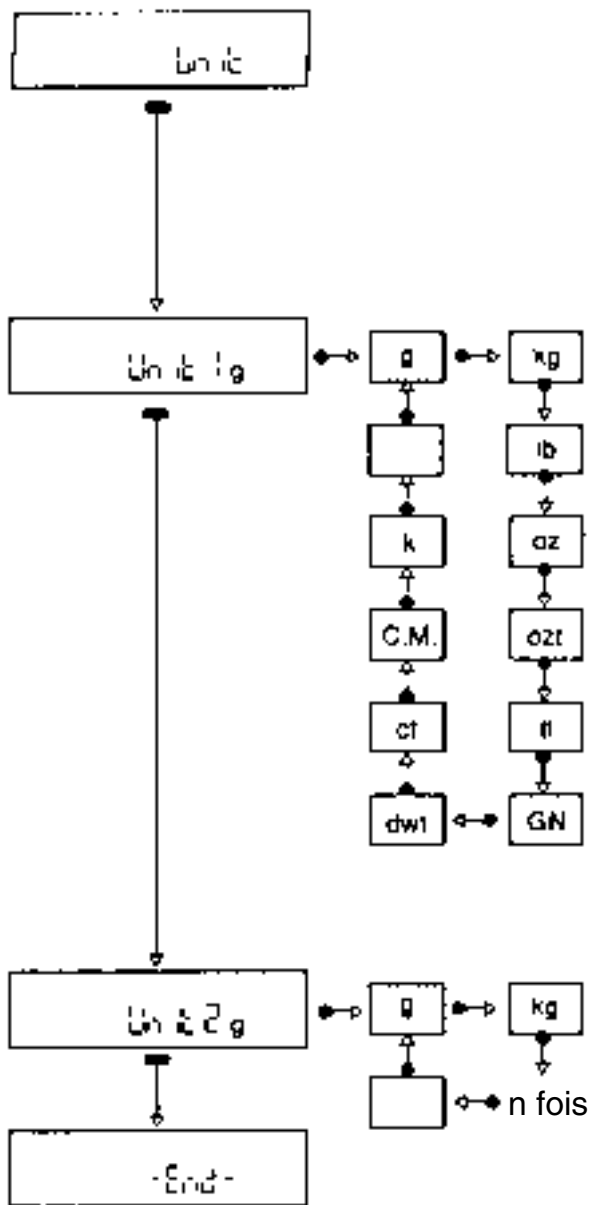 Unit
Unit 1 g
g
kg
lb
k
oz
C.M.
ozt
ct
tl
dwt
GN
Unit 2 g
g
kg
n fois
-End-